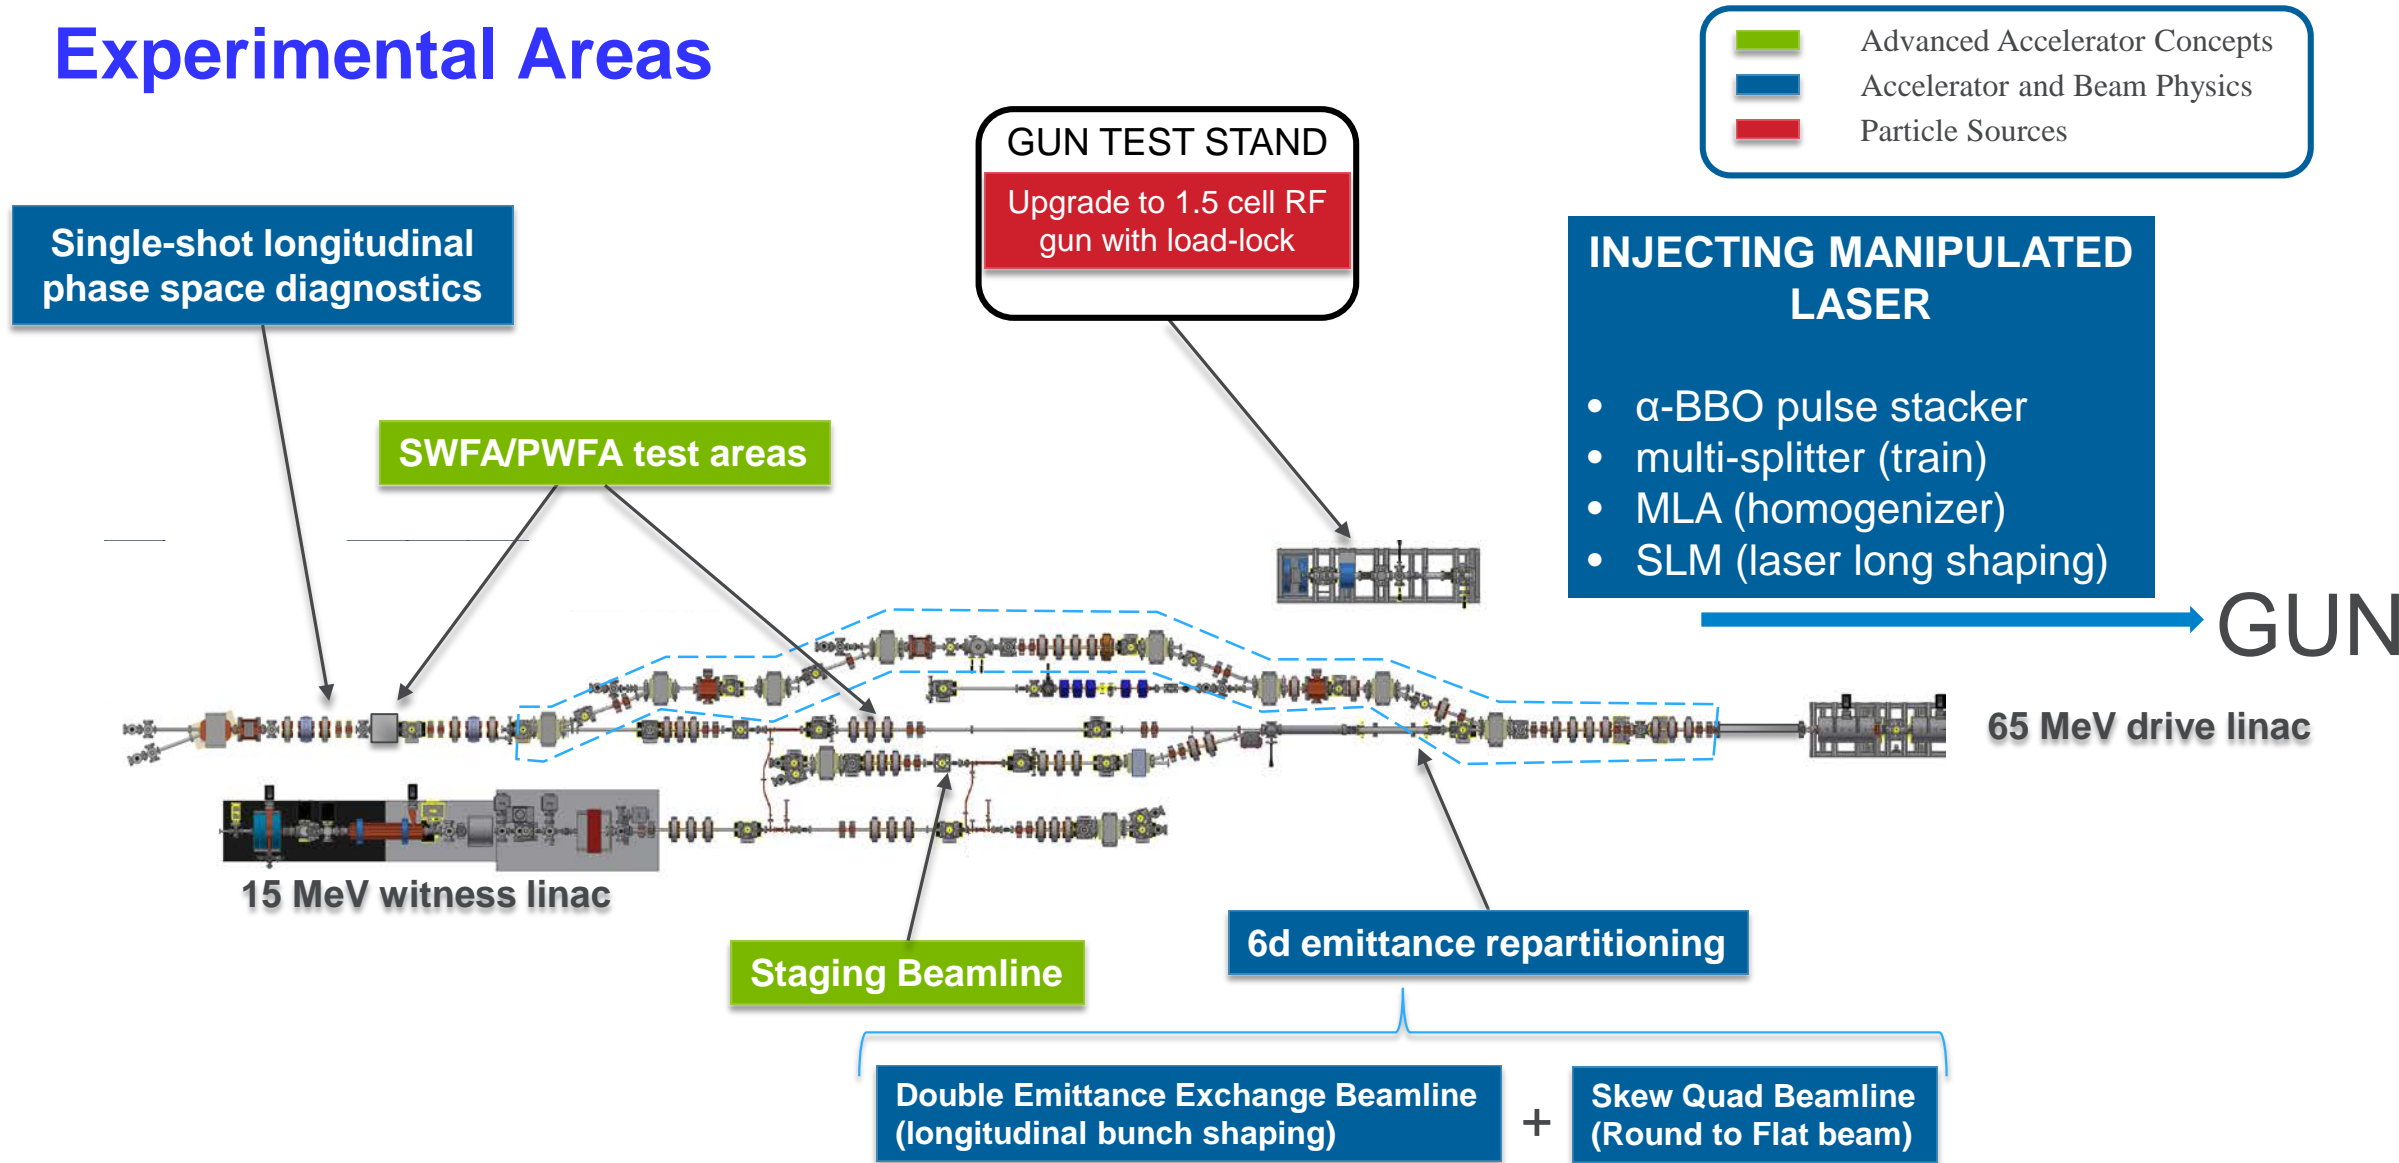 Experimental Areas
Advanced Accelerator Concepts
Accelerator and Beam Physics
Particle Sources
GUN TEST STAND
Upgrade to 1.5 cell RF
gun with load-lock
Single-shot longitudinal
phase space diagnostics
INJECTING MANIPULATED
LASER
• α-BBO pulse stacker
• multi-splitter (train)
• MLA (homogenizer)
• SLM (laser long shaping)
SWFA/PWFA test areas
GUN
65 MeV drive linac
15 MeV witness linac
Staging Beamline
6d emittance repartitioning
Double Emittance Exchange Beamline
(longitudinal bunch shaping)
+
Skew Quad Beamline
(Round to Flat beam)